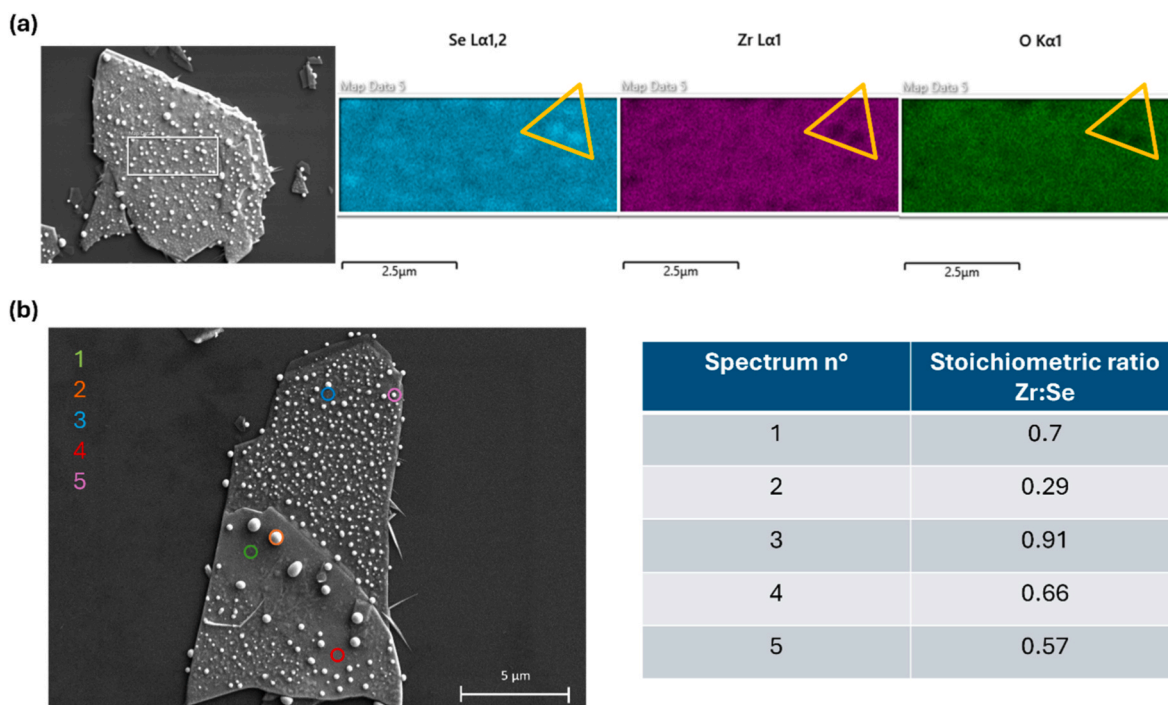 (a)
Se Lα1,2
Zr Lα1
O Kα1
Map Data 5
Map Data 5
Map Data 5
2.5µm
2.5µm
2.5µm
(b)
1
2
3
4
5
5 µm
Spectrum n° Stoichiometric ratio Zr:Se
1 0.7
2 0.29
3 0.91
4 0.66
5 0.57